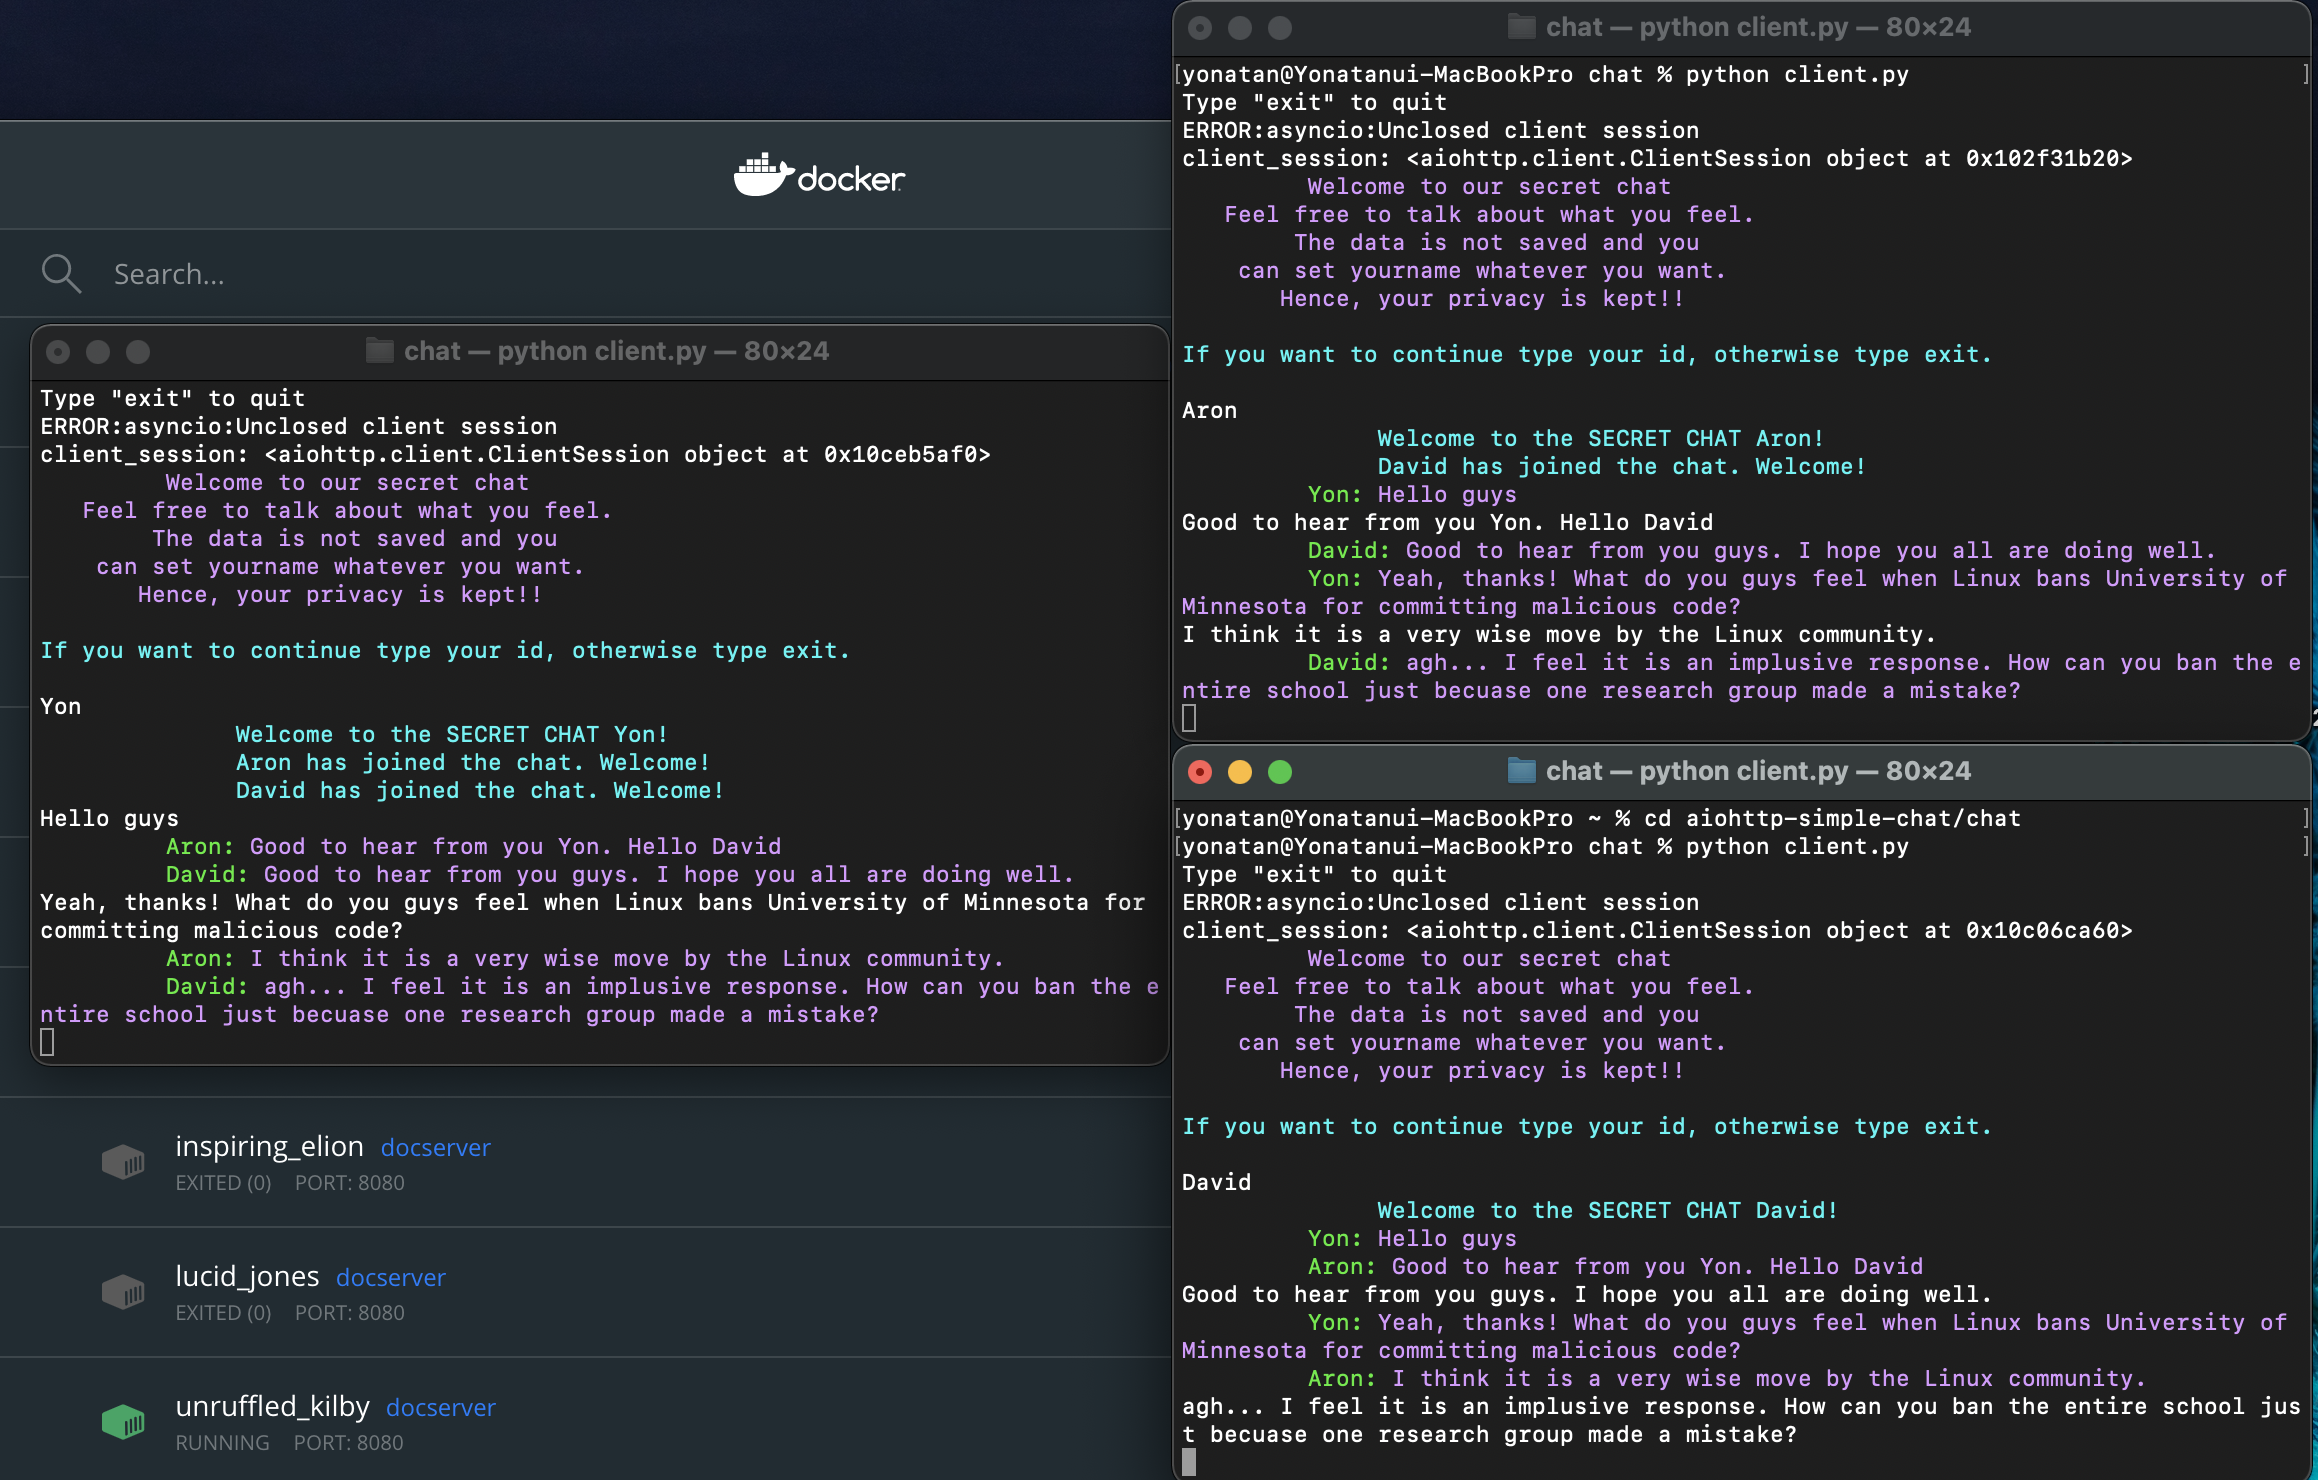 docker
Search...
chat — python client.py — 80×24
Type "exit" to quit
ERROR:asyncio:Unclosed client session
client_session: <aiohttp.client.ClientSession object at 0x10ceb5af0>
Welcome to our secret chat
Feel free to talk about what you feel.
The data is not saved and you
can set yourname whatever you want.
Hence, your privacy is kept!!
If you want to continue type your id, otherwise type exit.
Yon
Welcome to the SECRET CHAT Yon!
Aron has joined the chat. Welcome!
David has joined the chat. Welcome!
Hello guys
Aron: Good to hear from you Yon. Hello David
David: Good to hear from you guys. I hope you all are doing well.
Yeah, thanks! What do you guys feel when Linux bans University of Minnesota for
committing malicious code?
Aron: I think it is a very wise move by the Linux community.
David: agh... I feel it is an implusive response. How can you ban the e
ntire school just becuase one research group made a mistake?
inspiring_elion docserver
EXITED (0) PORT: 8080
lucid_jones docserver
EXITED (0) PORT: 8080
unruffled_kilby docserver
RUNNING PORT: 8080
chat — python client.py — 80×24
[yonatan@Yonatanui-MacBookPro chat % python client.py ]
Type "exit" to quit
ERROR:asyncio:Unclosed client session
client_session: <aiohttp.client.ClientSession object at 0x102f31b20>
Welcome to our secret chat
Feel free to talk about what you feel.
The data is not saved and you
can set yourname whatever you want.
Hence, your privacy is kept!!
If you want to continue type your id, otherwise type exit.
Aron
Welcome to the SECRET CHAT Aron!
David has joined the chat. Welcome!
Yon: Hello guys
Good to hear from you Yon. Hello David
David: Good to hear from you guys. I hope you all are doing well.
Yon: Yeah, thanks! What do you guys feel when Linux bans University of
Minnesota for committing malicious code?
I think it is a very wise move by the Linux community.
David: agh... I feel it is an implusive response. How can you ban the e
ntire school just becuase one research group made a mistake?
chat — python client.py — 80×24
[yonatan@Yonatanui-MacBookPro ~ % cd aiohttp-simple-chat/chat ]
[yonatan@Yonatanui-MacBookPro chat % python client.py ]
Type "exit" to quit
ERROR:asyncio:Unclosed client session
client_session: <aiohttp.client.ClientSession object at 0x10c06ca60>
Welcome to our secret chat
Feel free to talk about what you feel.
The data is not saved and you
can set yourname whatever you want.
Hence, your privacy is kept!!
If you want to continue type your id, otherwise type exit.
David
Welcome to the SECRET CHAT David!
Yon: Hello guys
Aron: Good to hear from you Yon. Hello David
Good to hear from you guys. I hope you all are doing well.
Yon: Yeah, thanks! What do you guys feel when Linux bans University of
Minnesota for committing malicious code?
Aron: I think it is a very wise move by the Linux community.
agh... I feel it is an implusive response. How can you ban the entire school jus
t becuase one research group made a mistake?